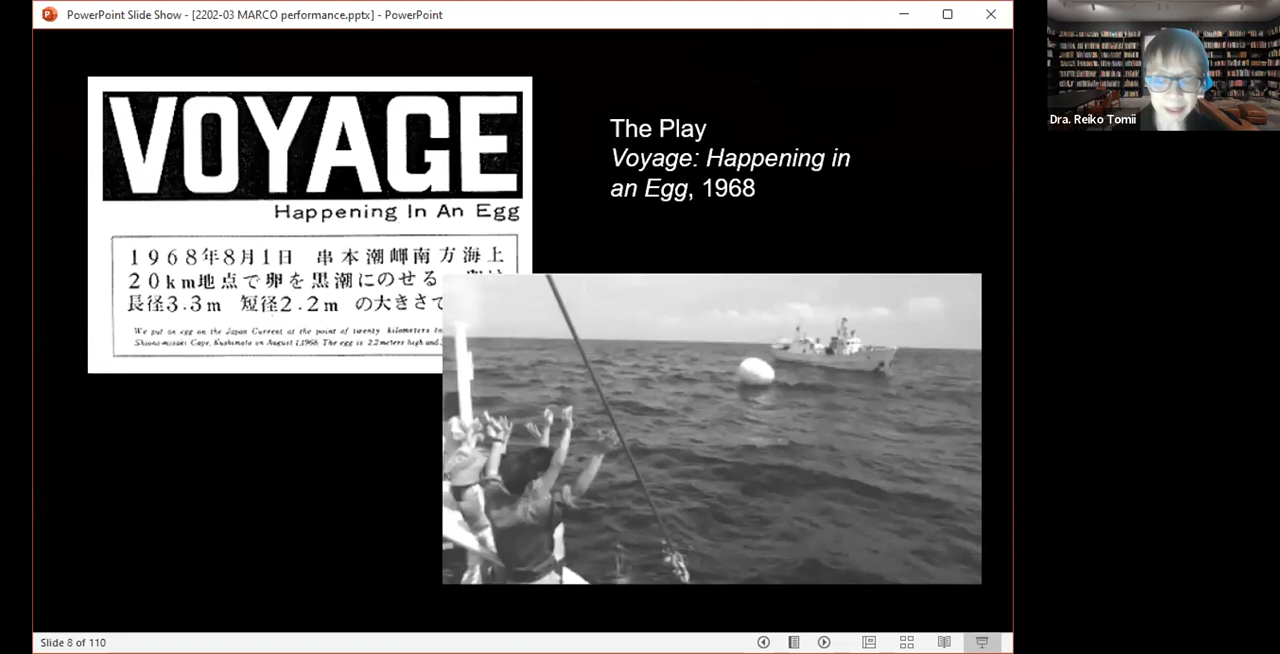 PowerPoint Slide Show - [2202-03 MARCO performance.pptx] - PowerPoint
VOYAGE
Happening In An Egg
1968年8月1日 串本潮岬南方海上
20km地点で卵を黒潮にのせる
長径3.3m 短径2.2m の大きさで
We put an egg on the Japan Current at the point of twenty kilometers
Cape, Kushimoto on August 1,1968. The egg is 2.2 meters high and
The Play
Voyage: Happening in
an Egg, 1968
Dra. Reiko Tomii
Slide 8 of 110